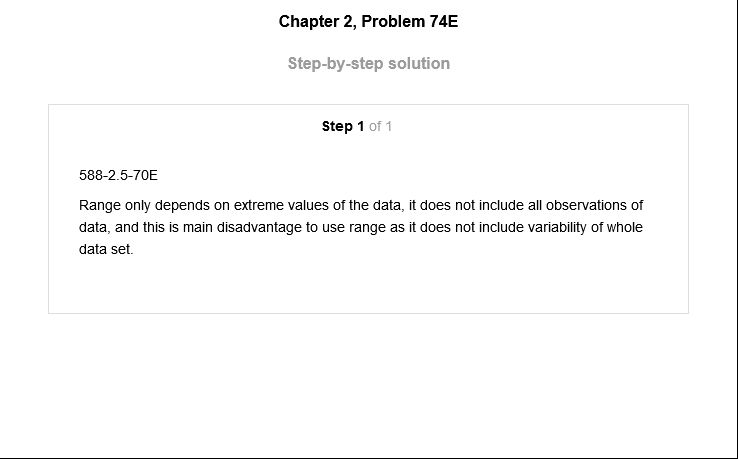 Chapter 2, Problem 74E
Step-by-step solution
Step 1 of 1
588-2.5-70E
Range only depends on extreme values of the data, it does not include all observations of
data, and this is main disadvantage to use range as it does not include variability of whole
data set.